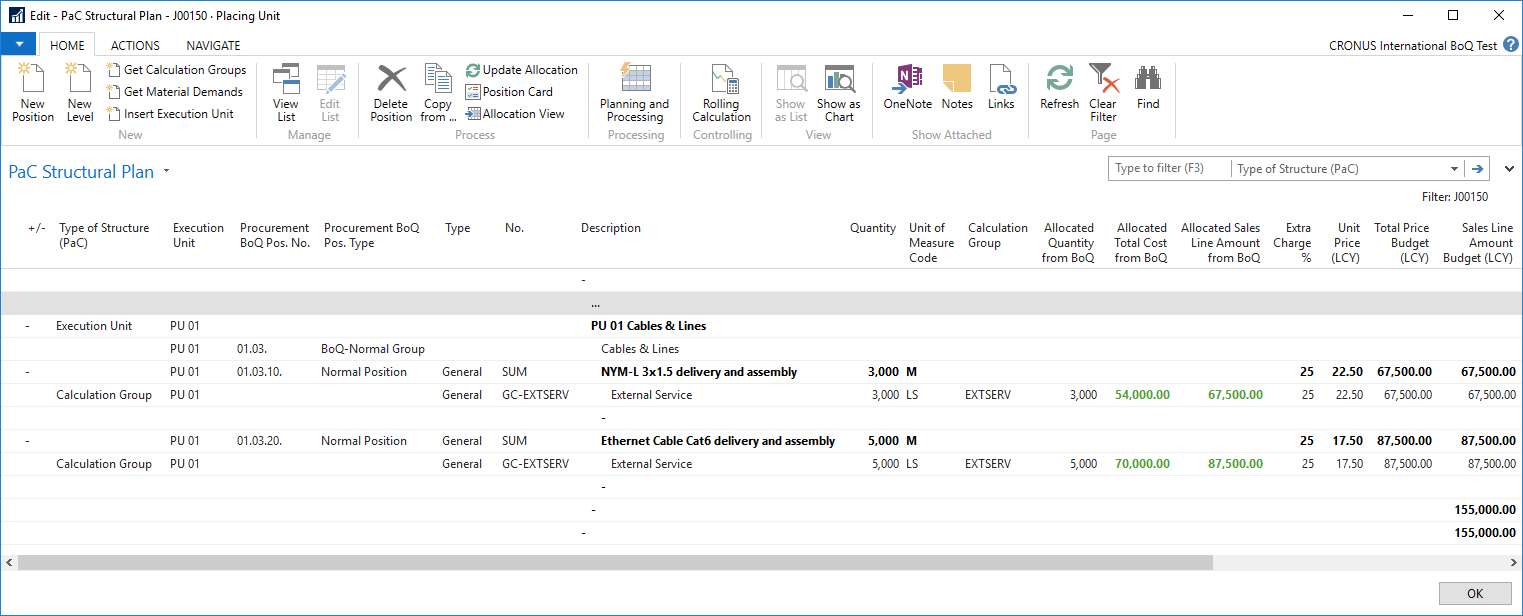 Edit - PaC Structural Plan - J00150 · Placing Unit
HOME ACTIONS NAVIGATE CRONUS International BoQ Test ?
New Position
New Level
Get Calculation Groups
Get Material Demands
Insert Execution Unit
New
View List
Edit List
Manage
Delete Position
Copy from ...
Update Allocation
Position Card
Allocation View
Process
Planning and Processing
Processing
Rolling Calculation
Controlling
Show as List
Show as Chart
View
OneNote
Notes
Links
Show Attached
Refresh
Clear Filter
Find
Page
PaC Structural Plan
Type to filter (F3) Type of Structure (PaC)
Filter: J00150
+/- Type of Structure (PaC) Execution Unit Procurement BoQ Pos. No. Procurement BoQ Pos. Type Type No. Description Quantity Unit of Measure Code Calculation Group Allocated Quantity from BoQ Allocated Total Cost from BoQ Allocated Sales Line Amount from BoQ Extra Charge % Unit Price (LCY) Total Price Budget (LCY) Sales Line Amount Budget (LCY)
-
...
- Execution Unit PU 01 PU 01 Cables & Lines
PU 01 01.03. BoQ-Normal Group Cables & Lines
- PU 01 01.03.10. Normal Position General SUM NYM-L 3x1.5 delivery and assembly 3,000 M 25 22.50 67,500.00 67,500.00
Calculation Group PU 01 General GC-EXTSERV External Service 3,000 LS EXTSERV 3,000 54,000.00 67,500.00 25 22.50 67,500.00 67,500.00
-
- PU 01 01.03.20. Normal Position General SUM Ethernet Cable Cat6 delivery and assembly 5,000 M 25 17.50 87,500.00 87,500.00
Calculation Group PU 01 General GC-EXTSERV External Service 5,000 LS EXTSERV 5,000 70,000.00 87,500.00 25 17.50 87,500.00 87,500.00
-
- 155,000.00
- 155,000.00
OK